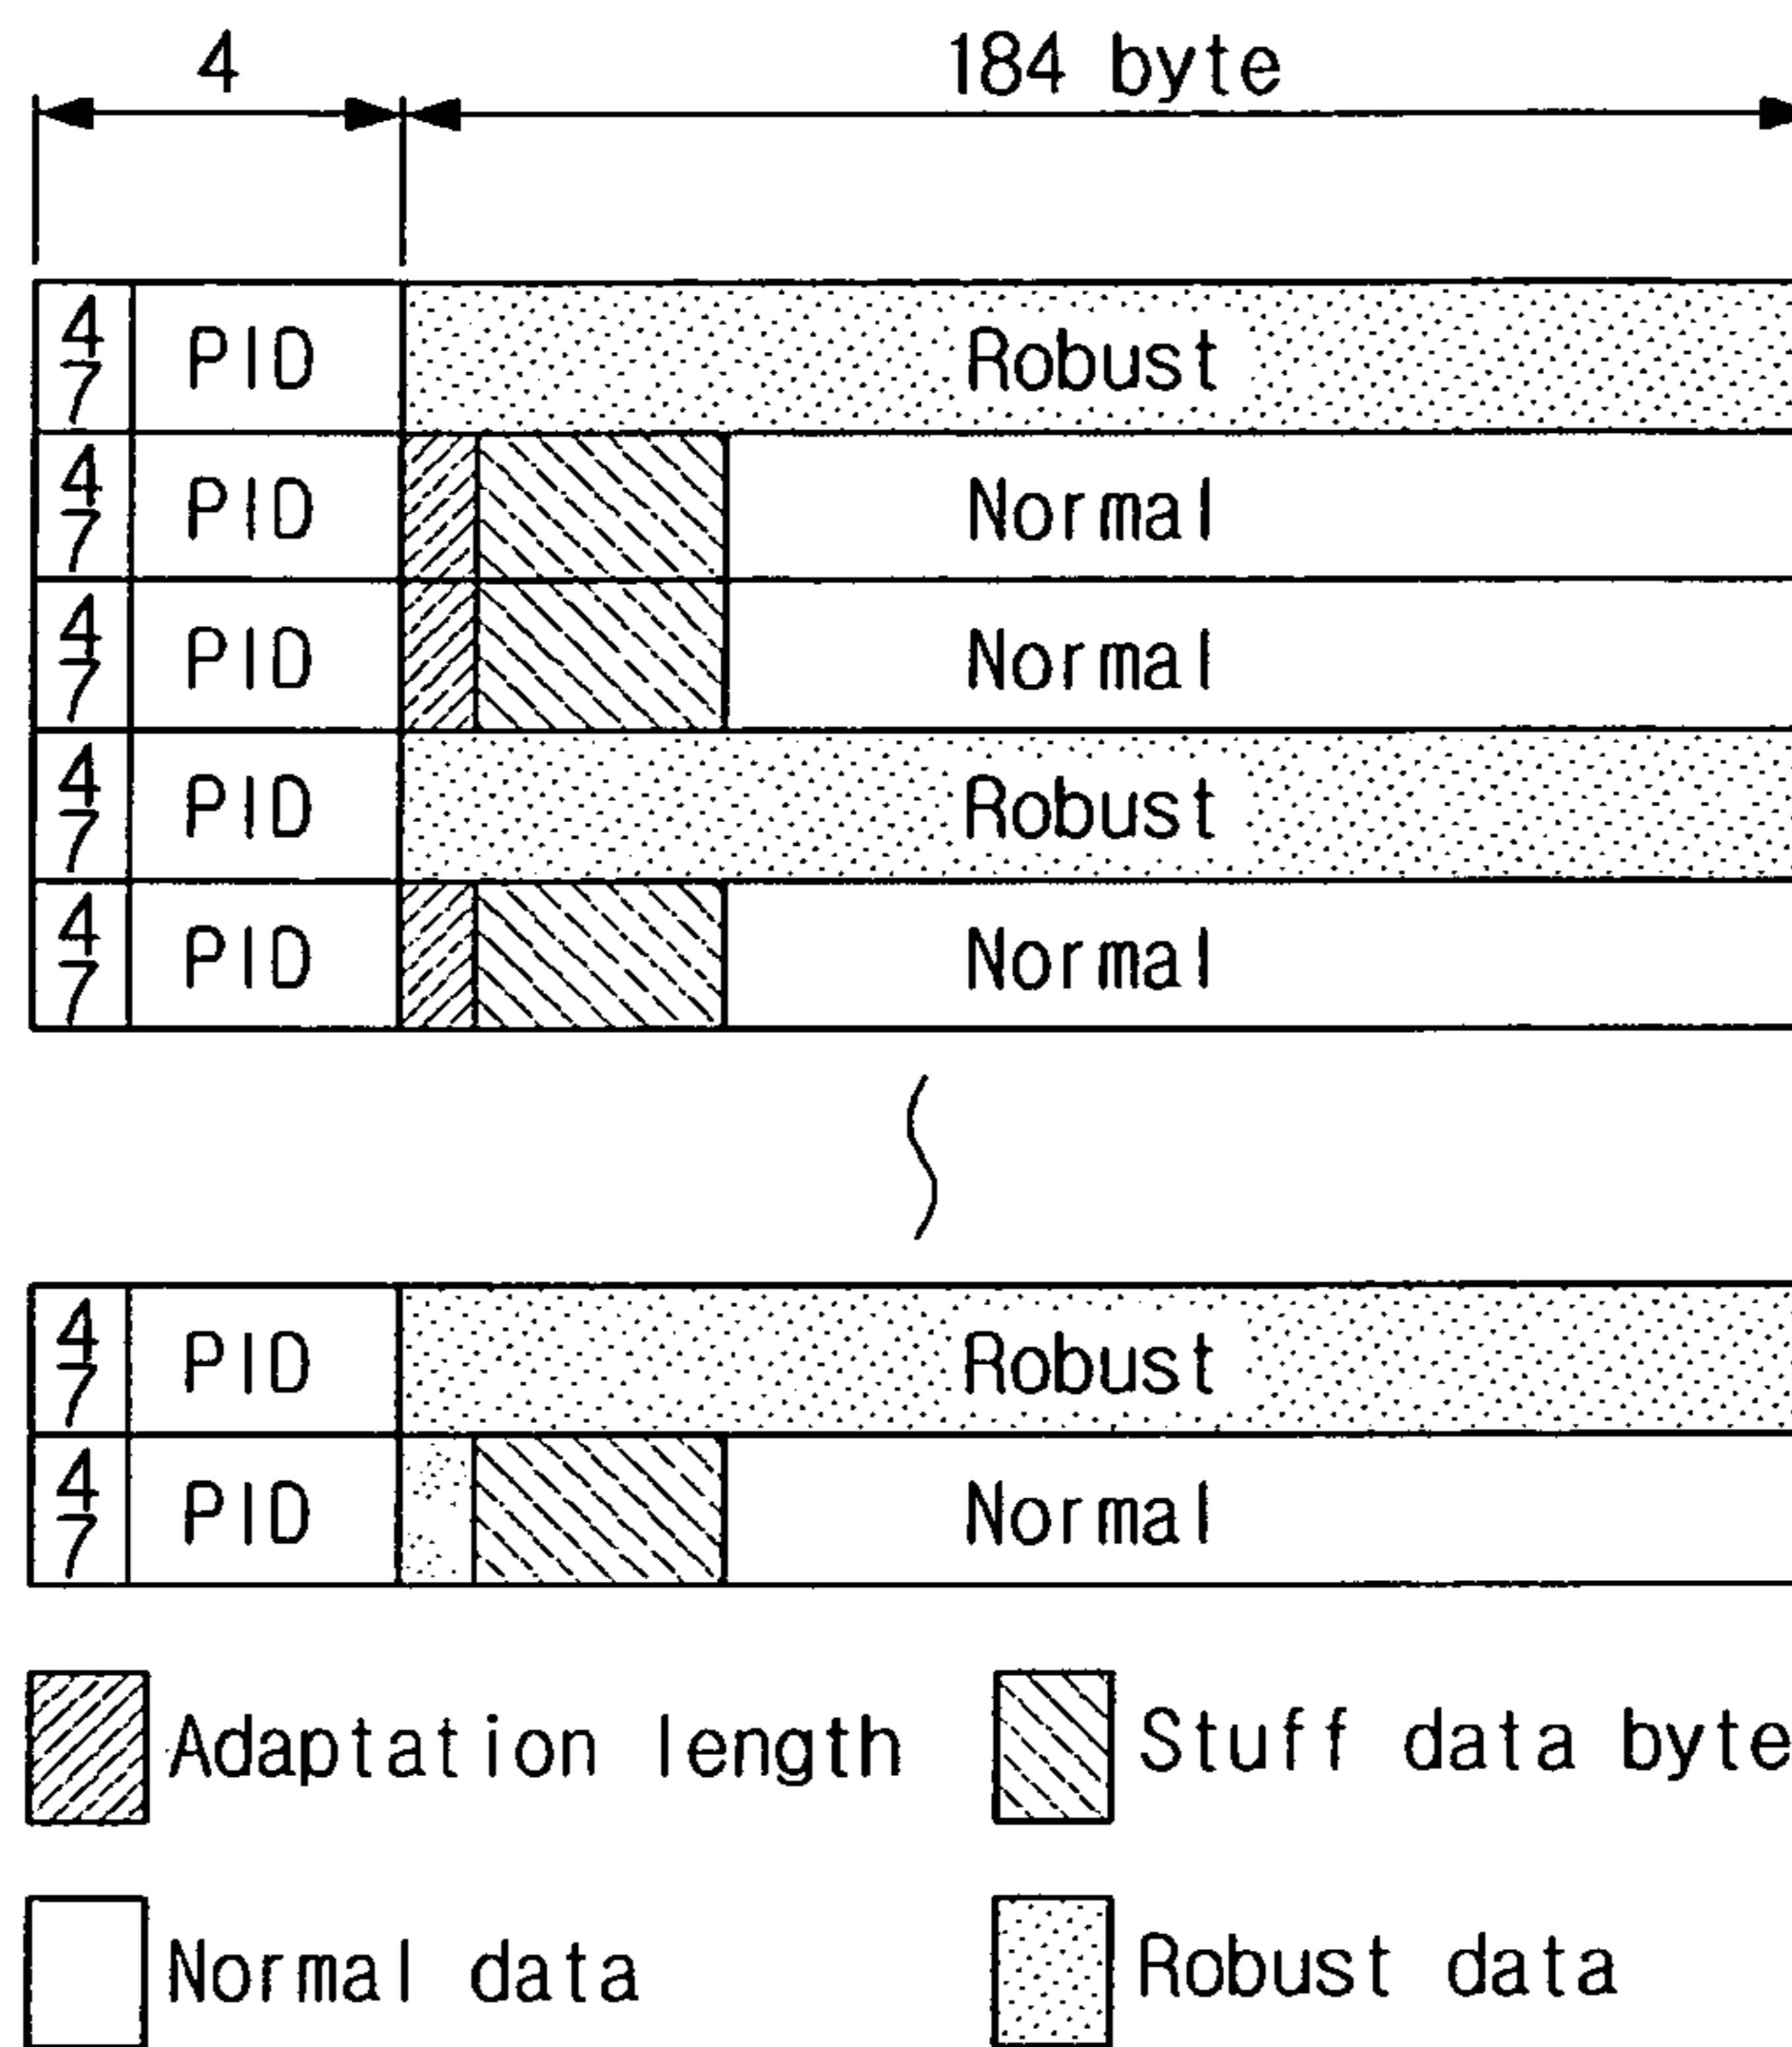 4 184 byte
47 PID Robust
47 PID Normal
47 PID Normal
47 PID Robust
47 PID Normal
47 PID Robust
47 PID Normal
Adaptation length Stuff data byte
Normal data Robust data